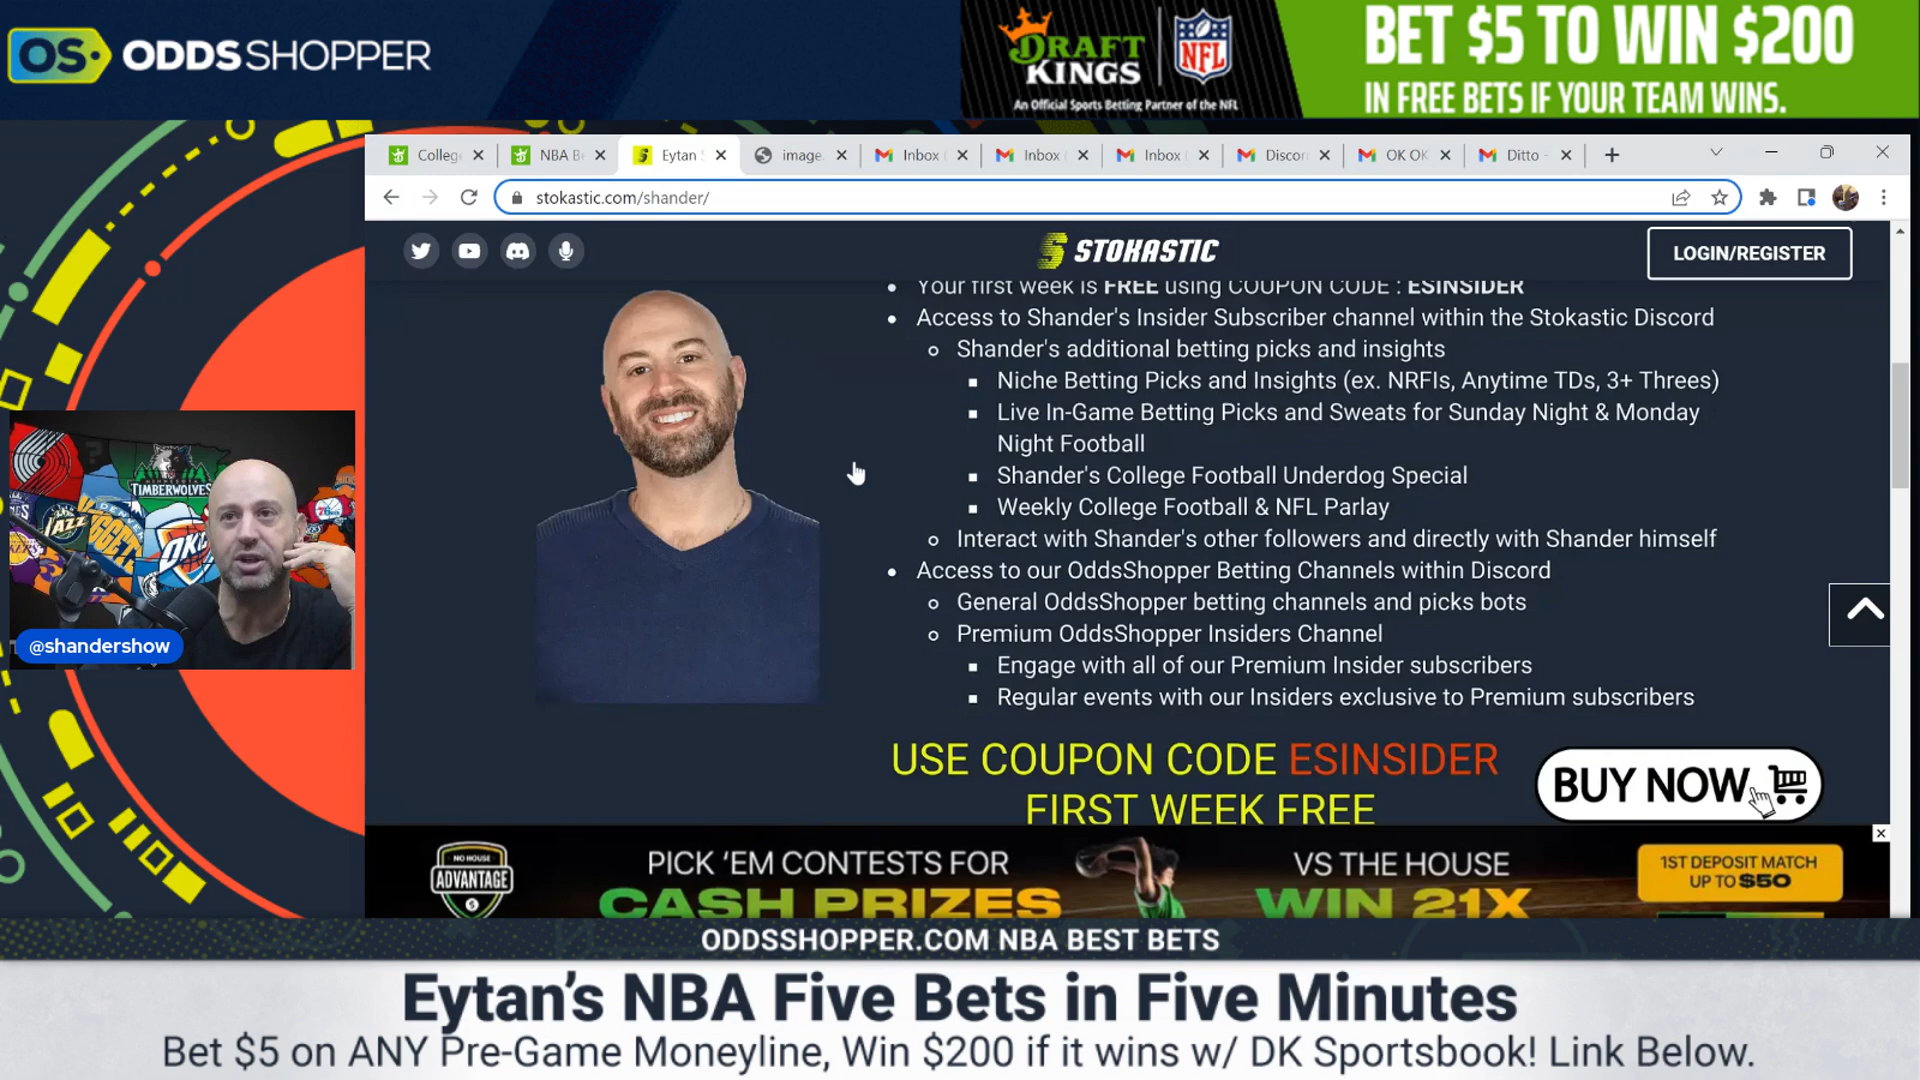 OS ODDSSHOPPER
DRAFT KINGS NFL
An Official Sports Betting Partner of the NFL
BET $5 TO WIN $200
IN FREE BETS IF YOUR TEAM WINS.
College NBA B Eytan image Inbox Inbox Inbox Discor OK OK Ditto -
stokastic.com/shander/
STOKASTIC
LOGIN/REGISTER
Your first week is FREE using COUPON CODE : ESINSIDER
Access to Shander's Insider Subscriber channel within the Stokastic Discord
Shander's additional betting picks and insights
Niche Betting Picks and Insights (ex. NRFIs, Anytime TDs, 3+ Threes)
Live In-Game Betting Picks and Sweats for Sunday Night & Monday
Night Football
Shander's College Football Underdog Special
Weekly College Football & NFL Parlay
Interact with Shander's other followers and directly with Shander himself
Access to our OddsShopper Betting Channels within Discord
General OddsShopper betting channels and picks bots
Premium OddsShopper Insiders Channel
Engage with all of our Premium Insider subscribers
Regular events with our Insiders exclusive to Premium subscribers
USE COUPON CODE ESINSIDER
FIRST WEEK FREE
BUY NOW
TIMBERWOLVES
JAZZ
DENVER
NUGGETS
OKC
76ERS
@shandershow
NO HOUSE
ADVANTAGE
PICK 'EM CONTESTS FOR
CASH PRIZES
VS THE HOUSE
WIN 21X
1ST DEPOSIT MATCH
UP TO $50
ODDSSHOPPER.COM NBA BEST BETS
Eytan's NBA Five Bets in Five Minutes
Bet $5 on ANY Pre-Game Moneyline, Win $200 if it wins w/ DK Sportsbook! Link Below.